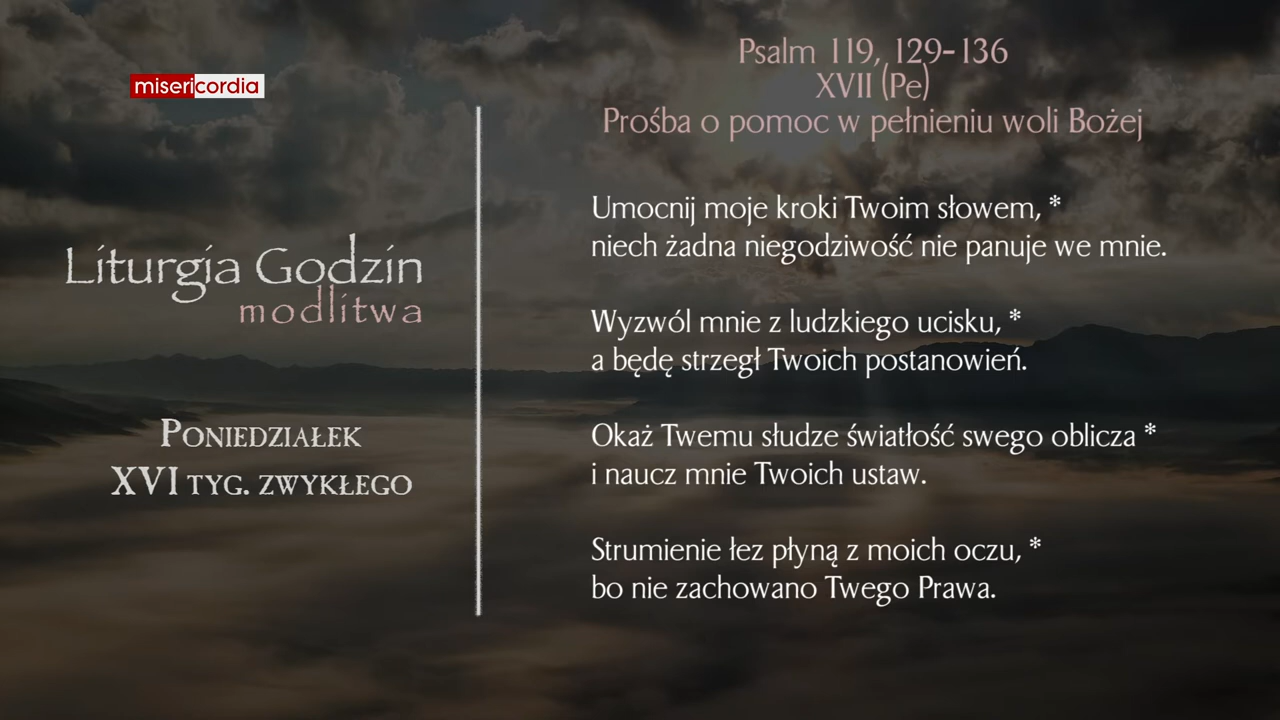 misericordia
Liturgia Godzin
modlitwa
Poniedziałek
XVI tyg. zwykłego
Psalm 119, 129-136
XVII (Pe)
Prośba o pomoc w pełnieniu woli Bożej
Umocnij moje kroki Twoim słowem, *
niech żadna niegodziwość nie panuje we mnie.
Wyzwól mnie z ludzkiego ucisku, *
a będę strzegł Twoich postanowień.
Okaż Twemu słudze światłość swego oblicza *
i naucz mnie Twoich ustaw.
Strumienie łez płyną z moich oczu, *
bo nie zachowano Twego Prawa.